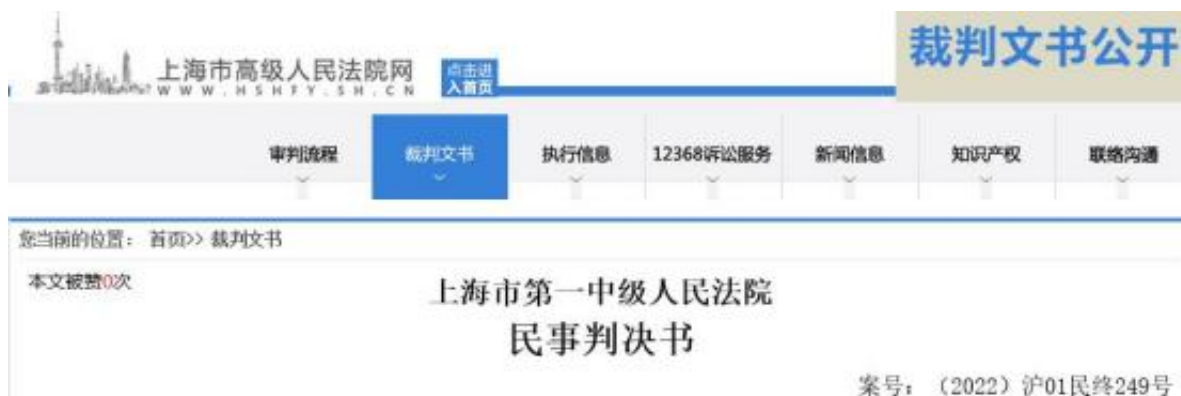 裁判文书公开
上海市高级人民法院网
点击进
入首页
WWW.HSHFY.SH.CN
审判流程 裁判文书 执行信息 12368诉讼服务 新闻信息 知识产权 联络沟通
您当前的位置： 首页>> 裁判文书
本文被赞0次
上海市第一中级人民法院
民事判决书
案号：（2022）沪01民终249号